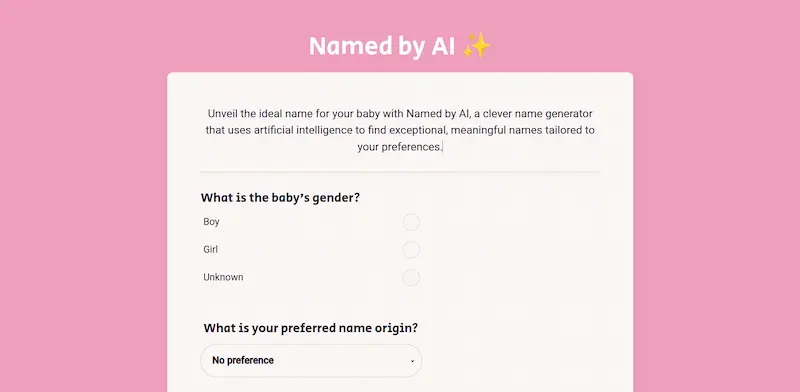 Named by AI ✨
Unveil the ideal name for your baby with Named by AI, a clever name generator
that uses artificial intelligence to find exceptional, meaningful names tailored to
your preferences.
What is the baby's gender?
Boy
Girl
Unknown
What is your preferred name origin?
No preference